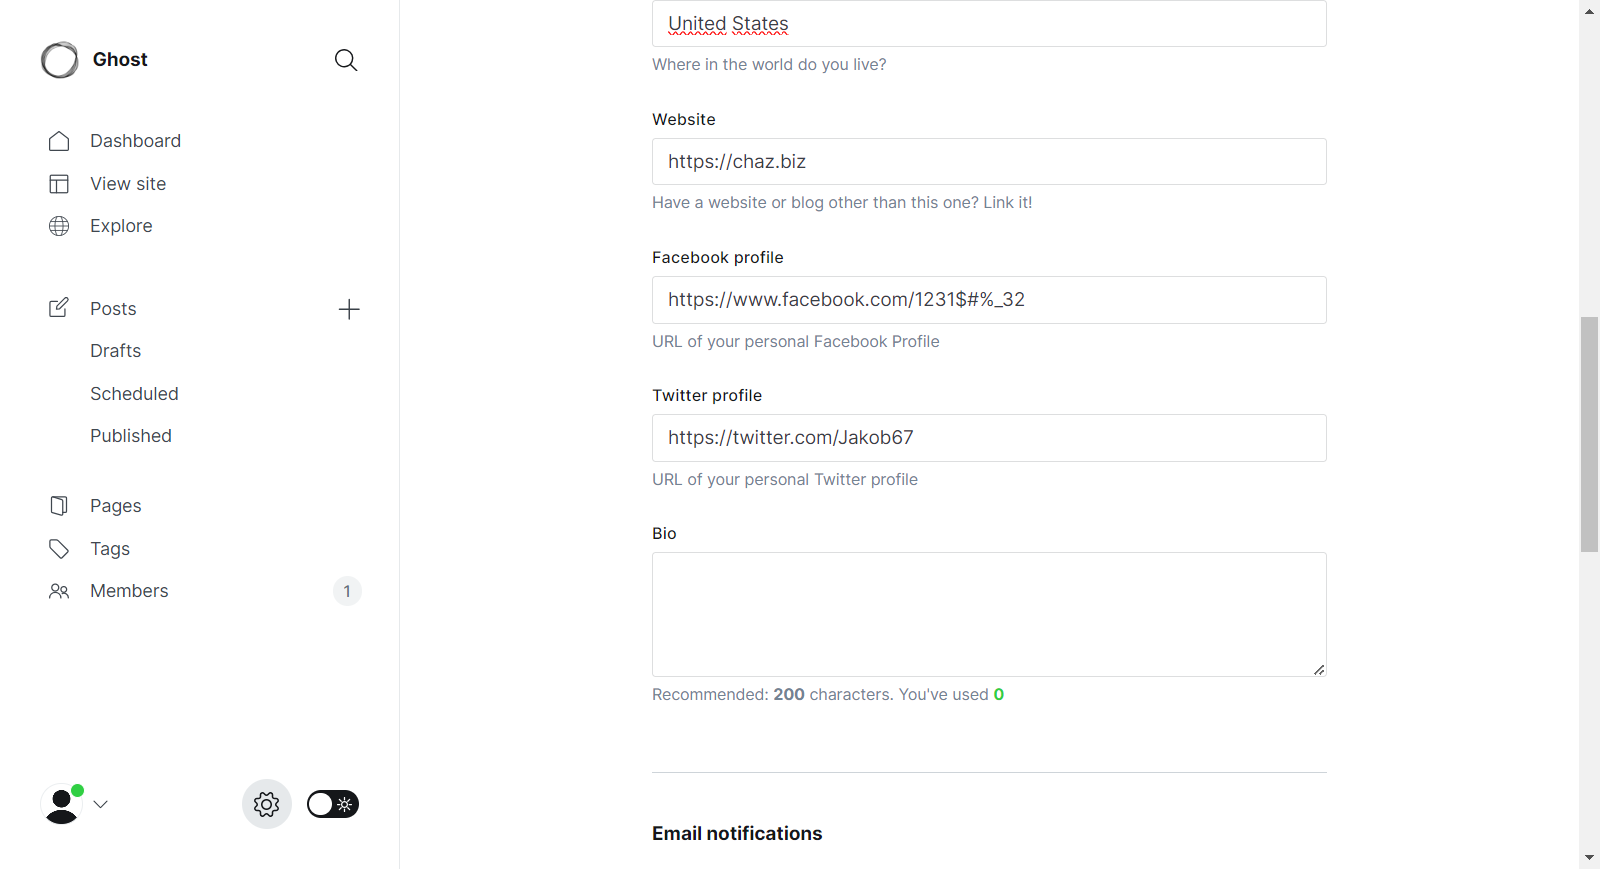 Ghost
Dashboard
View site
Explore
Posts
Drafts
Scheduled
Published
Pages
Tags
Members
1
United States
Where in the world do you live?
Website
https://chaz.biz
Have a website or blog other than this one? Link it!
Facebook profile
https://www.facebook.com/1231$#%_32
URL of your personal Facebook Profile
Twitter profile
https://twitter.com/Jakob67
URL of your personal Twitter profile
Bio
Recommended: 200 characters. You've used 0
Email notifications